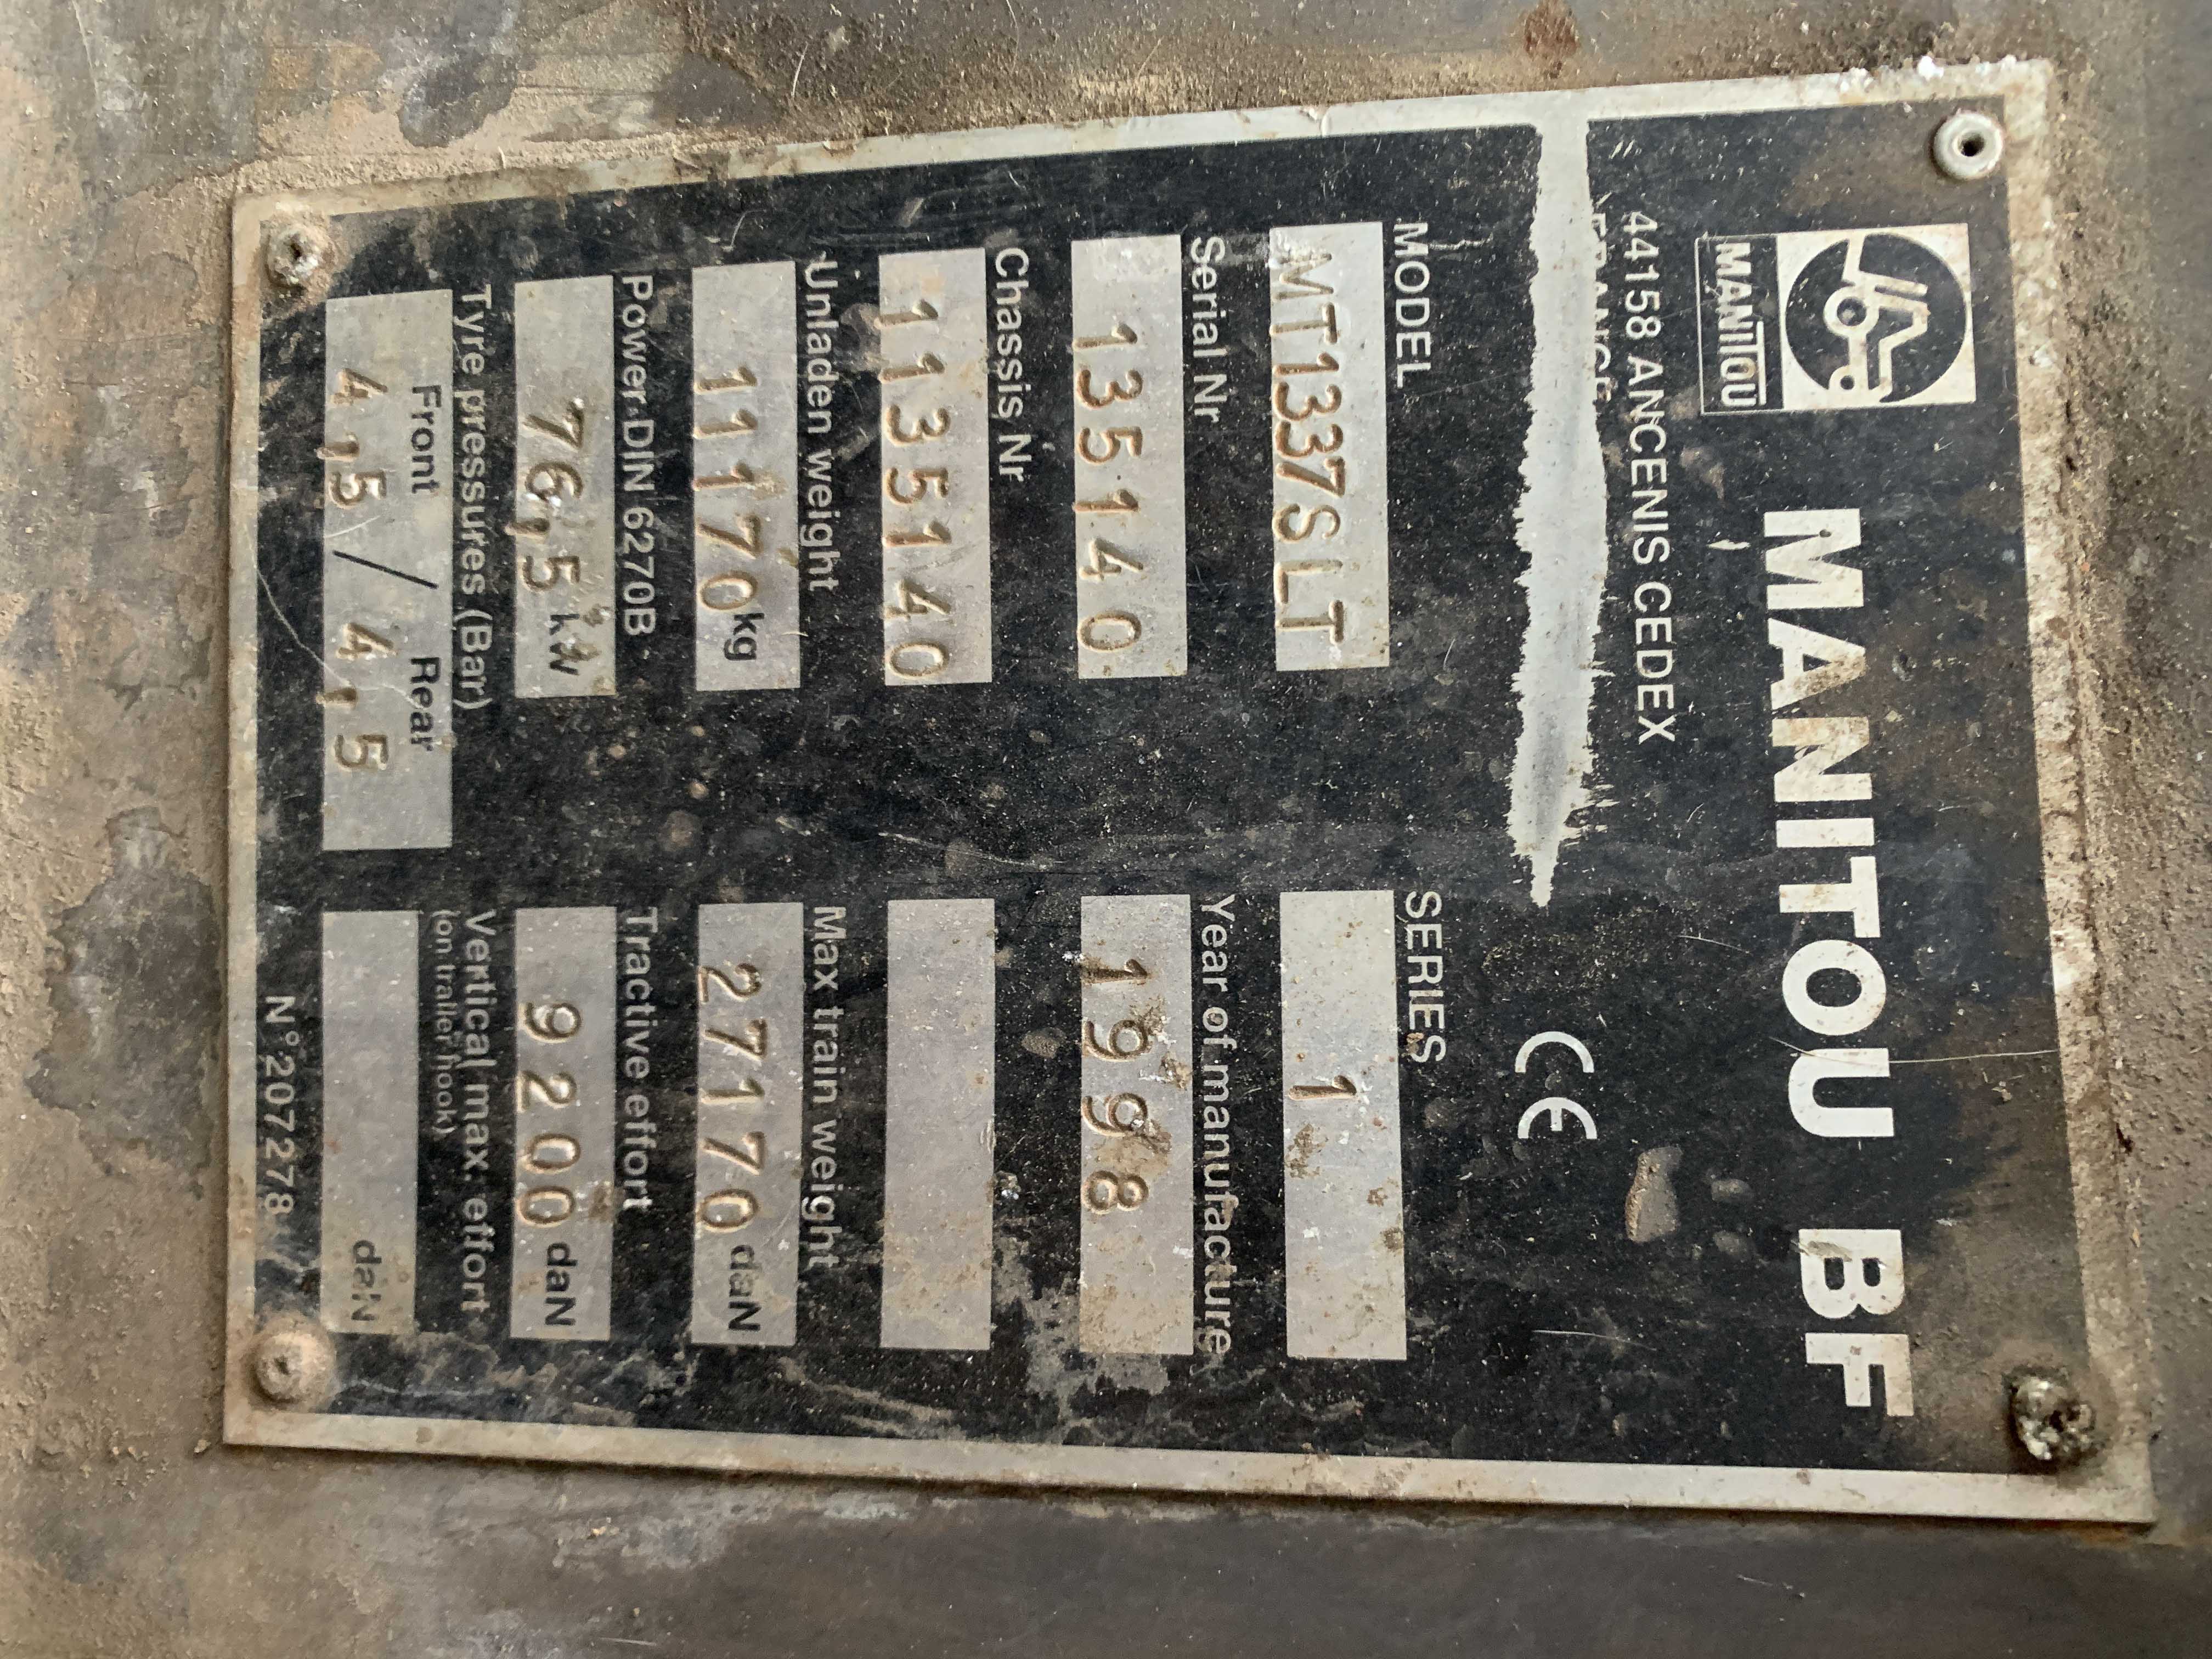 MANITOU BF
MANITOU
44158 ANCENIS CEDEX
FRANCE
CE
MODEL
MT1337SLT
SERIES
1
Serial Nr
135140
Year of manufacture
1998
Chassis Nr
1135140
Unladen weight
11170 kg
Max train weight
27170 daN
Power DIN 6270B
76,5 kw
Tractive effort
9200 daN
Tyre pressures (Bar)
Front Rear
4,5 / 4,5
Vertical max. effort
(on trailer hook)
daN
N° 207278